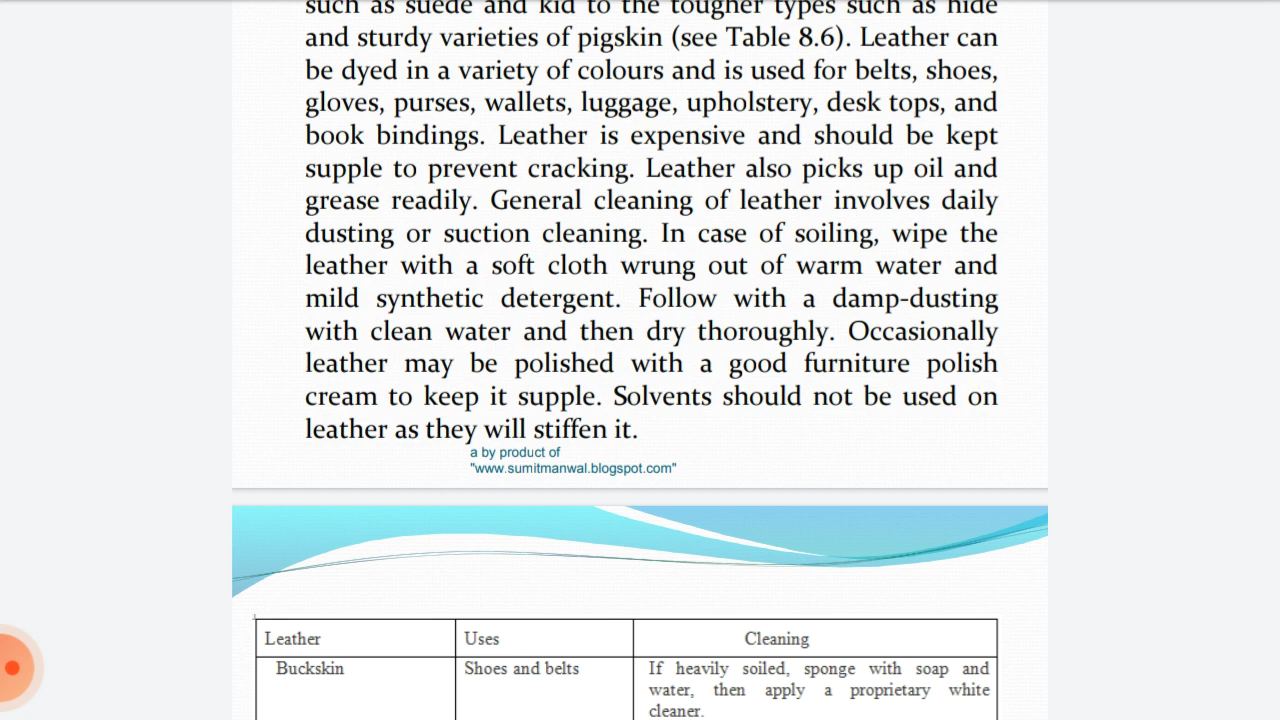 such as suede and kid to the tougher types such as hide
and sturdy varieties of pigskin (see Table 8.6). Leather can
be dyed in a variety of colours and is used for belts, shoes,
gloves, purses, wallets, luggage, upholstery, desk tops, and
book bindings. Leather is expensive and should be kept
supple to prevent cracking. Leather also picks up oil and
grease readily. General cleaning of leather involves daily
dusting or suction cleaning. In case of soiling, wipe the
leather with a soft cloth wrung out of warm water and
mild synthetic detergent. Follow with a damp-dusting
with clean water and then dry thoroughly. Occasionally
leather may be polished with a good furniture polish
cream to keep it supple. Solvents should not be used on
leather as they will stiffen it.
a by product of
"www.sumitmanwal.blogspot.com"
Leather Uses Cleaning
Buckskin Shoes and belts If heavily soiled, sponge with soap and
water, then apply a proprietary white
cleaner.